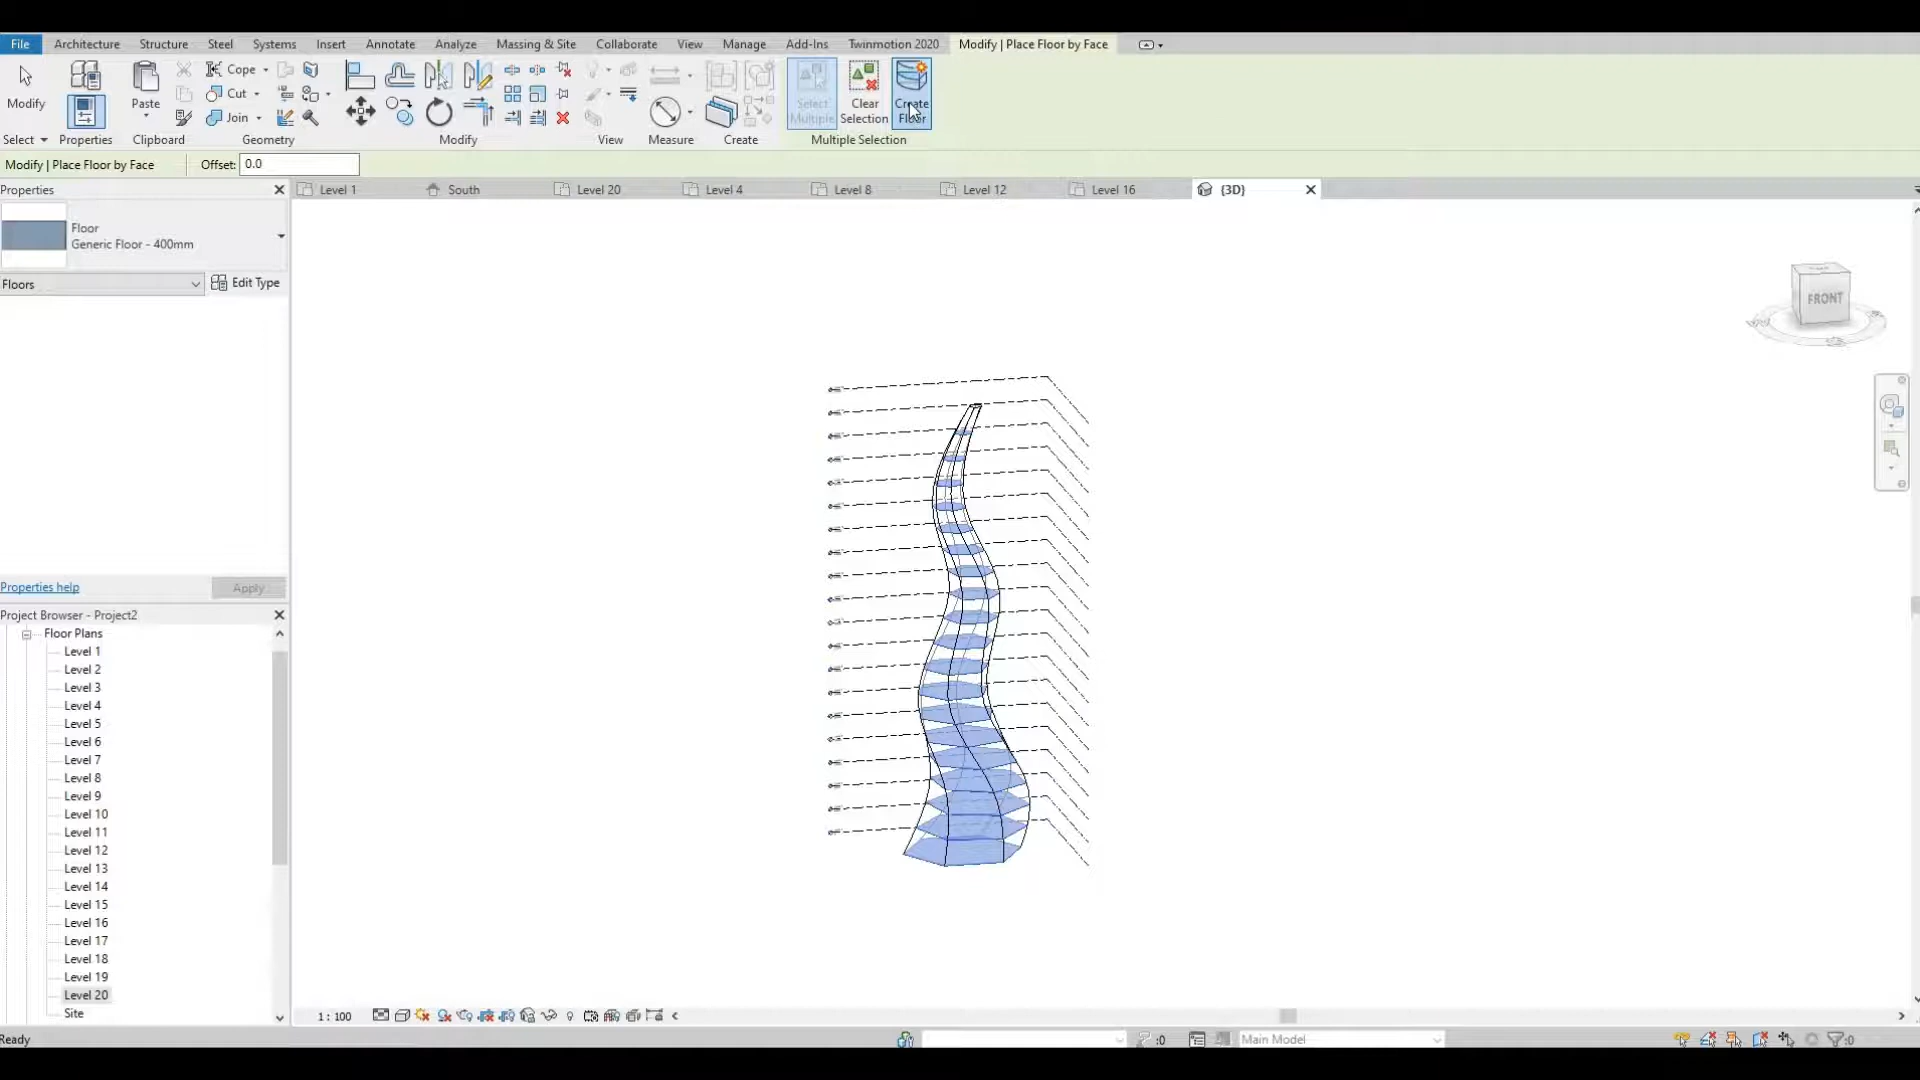 File Architecture Structure Steel Systems Insert Annotate Analyze Massing & Site Collaborate View Manage Add-Ins Twinmotion 2020 Modify | Place Floor by Face
Modify Paste Cope Cut Join Select Multiple Clear Selection Create Floor
Select Properties Clipboard Geometry Modify View Measure Create Multiple Selection
Modify | Place Floor by Face Offset: 0.0
Properties Level 1 South Level 20 Level 4 Level 8 Level 12 Level 16 {3D}
Floor
Generic Floor - 400mm
Floors Edit Type
FRONT
Properties help Apply
Project Browser - Project2
Floor Plans
Level 1
Level 2
Level 3
Level 4
Level 5
Level 6
Level 7
Level 8
Level 9
Level 10
Level 11
Level 12
Level 13
Level 14
Level 15
Level 16
Level 17
Level 18
Level 19
Level 20
Site
1 : 100
Ready :0 Main Model :0